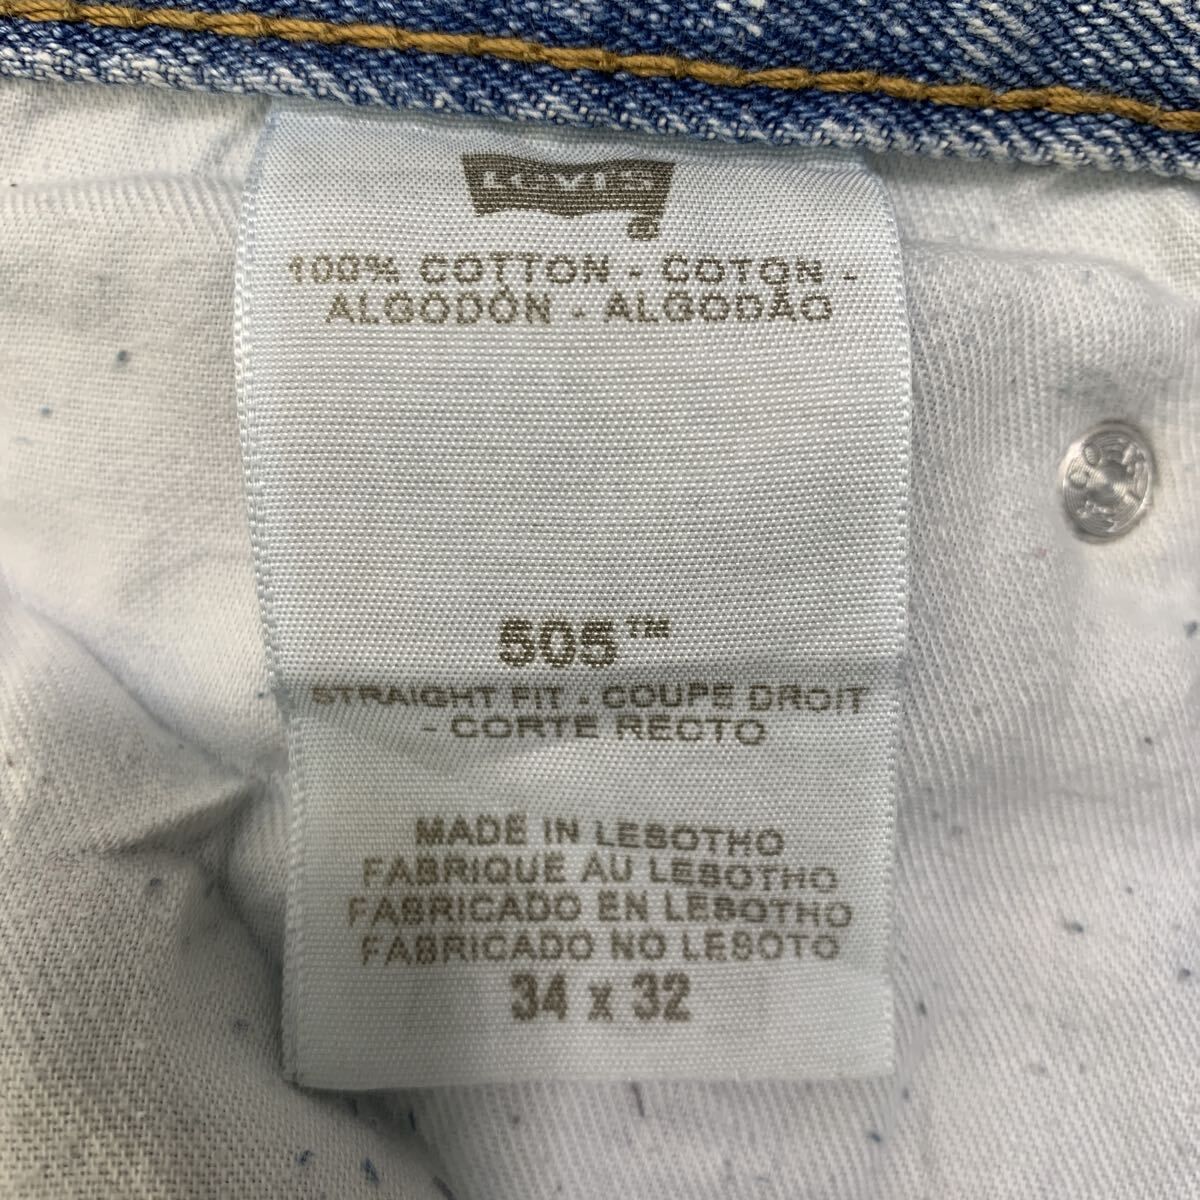 LEVI'S
®
100% COTTON - COTON -
ALGODÓN - ALGODÃO
505™
STRAIGHT FIT - COUPE DROIT
- CORTE RECTO
MADE IN LESOTHO
FABRIQUÉ AU LESOTHO
FABRICADO EN LESOTHO
FABRICADO NO LESOTO
34 x 32